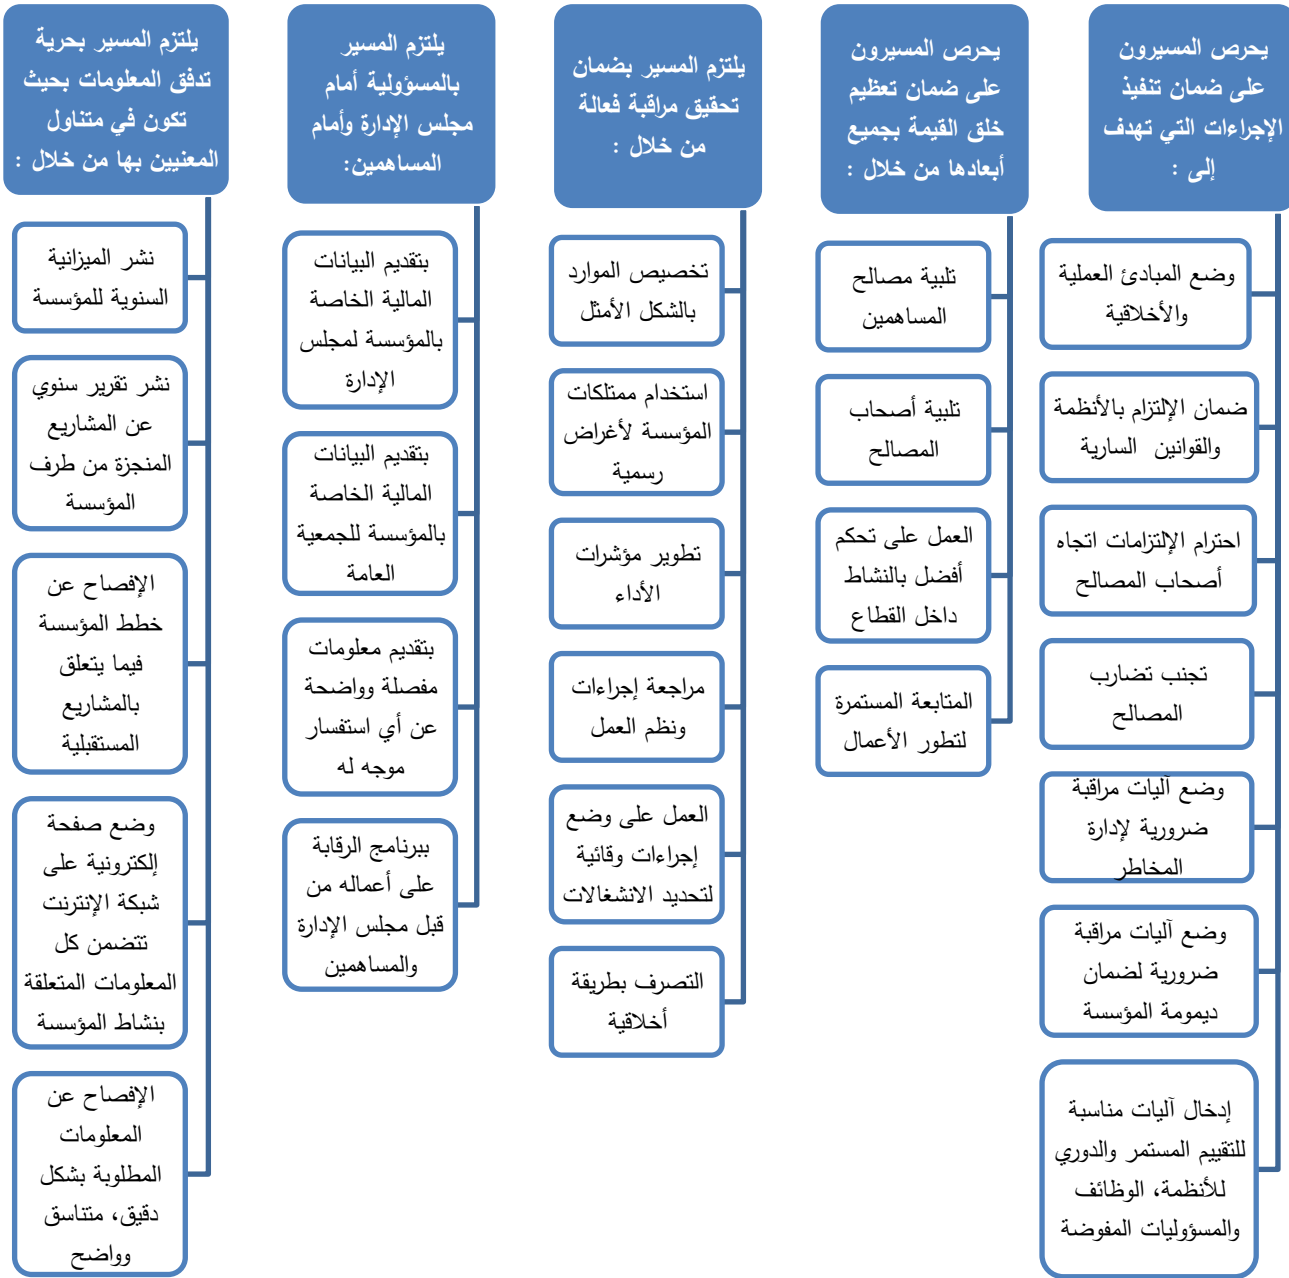 يحرص المسيرون
على ضمان تنفيذ
الإجراءات التي تهدف
إلى :
وضع المبادئ العملية
والأخلاقية
ضمان الإلتزام بالأنظمة
والقوانين السارية
احترام الإلتزامات اتجاه
أصحاب المصالح
تجنب تضارب
المصالح
وضع آليات مراقبة
ضرورية لإدارة
المخاطر
وضع آليات مراقبة
ضرورية لضمان
ديمومة المؤسسة
إدخال آليات مناسبة
للتقييم المستمر والدوري
للأنظمة، الوظائف
والمسؤوليات المفوضة
يحرص المسيرون
على ضمان تعظيم
خلق القيمة بجميع
أبعادها من خلال :
تلبية مصالح
المساهمين
تلبية أصحاب
المصالح
العمل على تحكم
أفضل بالنشاط
داخل القطاع
المتابعة المستمرة
لتطور الأعمال
يلتزم المسير بضمان
تحقيق مراقبة فعالة
من خلال :
تخصيص الموارد
بالشكل الأمثل
استخدام ممتلكات
المؤسسة لأغراض
رسمية
تطوير مؤشرات
الأداء
مراجعة إجراءات
ونظم العمل
العمل على وضع
إجراءات وقائية
لتحديد الانشغالات
التصرف بطريقة
أخلاقية
يلتزم المسير
بالمسؤولية أمام
مجلس الإدارة وأمام
المساهمين:
بتقديم البيانات
المالية الخاصة
بالمؤسسة لمجلس
الإدارة
بتقديم البيانات
المالية الخاصة
بالمؤسسة للجمعية
العامة
بتقديم معلومات
مفصلة وواضحة
عن أي استفسار
موجه له
ببرنامج الرقابة
على أعماله من
قبل مجلس الإدارة
والمساهمين
يلتزم المسير بحرية
تدفق المعلومات بحيث
تكون في متناول
المعنيين بها من خلال :
نشر الميزانية
السنوية للمؤسسة
نشر تقرير سنوي
عن المشاريع
المنجزة من طرف
المؤسسة
الإفصاح عن
خطط المؤسسة
فيما يتعلق
بالمشاريع
المستقبلية
وضع صفحة
إلكترونية على
شبكة الإنترنت
تتضمن كل
المعلومات المتعلقة
بنشاط المؤسسة
الإفصاح عن
المعلومات
المطلوبة بشكل
دقيق، متناسق
وواضح